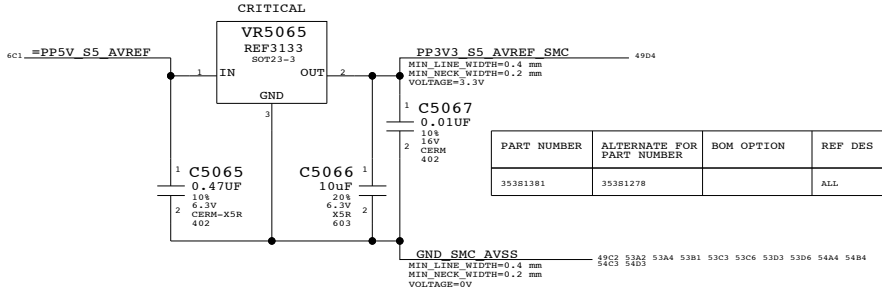 CRITICAL
VR5065
REF3133
SOT23-3
6C1 =PP5V_S5_AVREF
PP3V3_S5_AVREF_SMC 49D4
MIN_LINE_WIDTH=0.4 mm
MIN_NECK_WIDTH=0.2 mm
VOLTAGE=3.3V
1 IN OUT 2
GND
3
1 C5067
0.01UF
10%
16V
2 CERM
402
PART NUMBER ALTERNATE FOR PART NUMBER BOM OPTION REF DES
353S1381 353S1278 ALL
1 C5065
0.47UF
10%
6.3V
2 CERM-X5R
402
C5066 1
10uF
20%
6.3V
X5R 2
603
GND_SMC_AVSS 49C2 53A2 53A4 53B1 53C3 53C6 53D3 53D6 54A4 54B4
54C3 54D3
MIN_LINE_WIDTH=0.4 mm
MIN_NECK_WIDTH=0.2 mm
VOLTAGE=0V